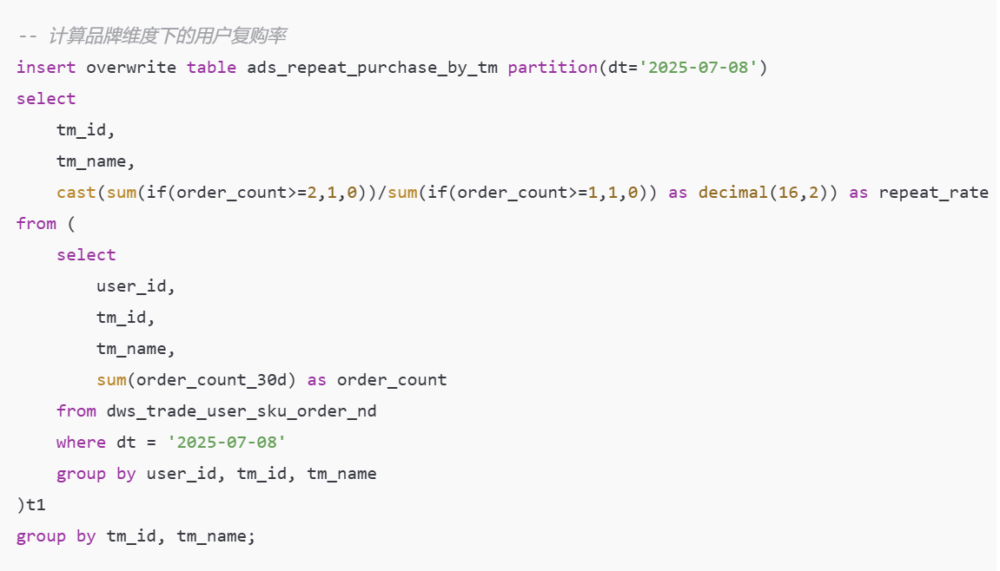 -- 计算品牌维度下的用户复购率
insert overwrite table ads_repeat_purchase_by_tm partition(dt='2025-07-08')
select
    tm_id,
    tm_name,
    cast(sum(if(order_count>=2,1,0))/sum(if(order_count>=1,1,0)) as decimal(16,2)) as repeat_rate
from (
    select
        user_id,
        tm_id,
        tm_name,
        sum(order_count_30d) as order_count
    from dws_trade_user_sku_order_nd
    where dt = '2025-07-08'
    group by user_id, tm_id, tm_name
)t1
group by tm_id, tm_name;